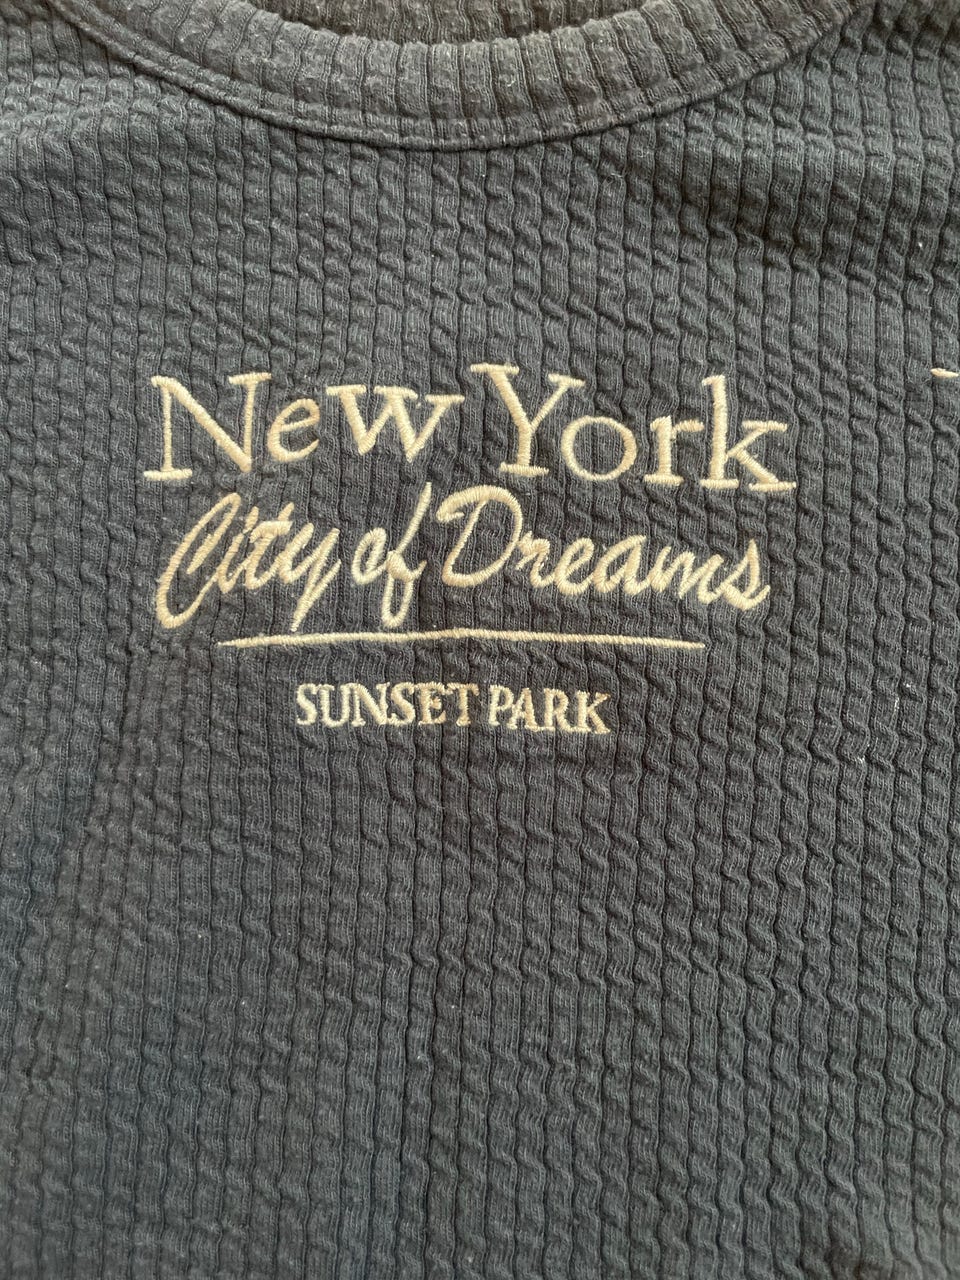 New York
City of Dreams
SUNSET PARK